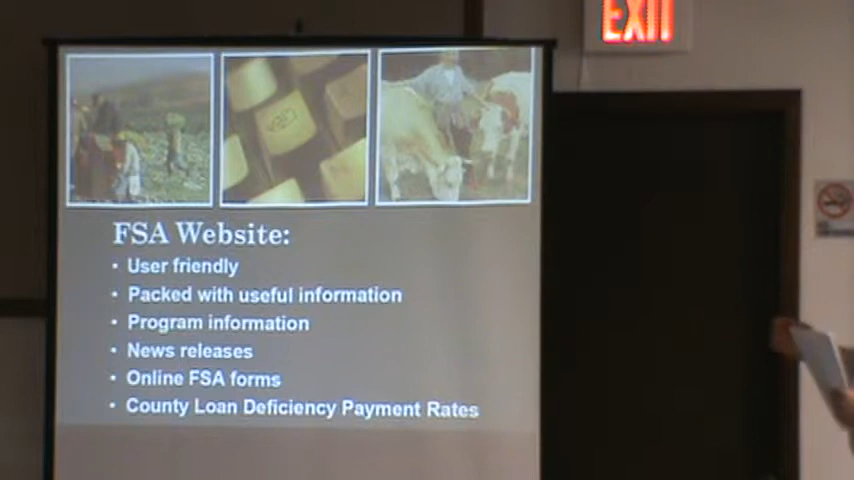 EXIT
FSA Website:
• User friendly
• Packed with useful information
• Program information
• News releases
• Online FSA forms
• County Loan Deficiency Payment Rates